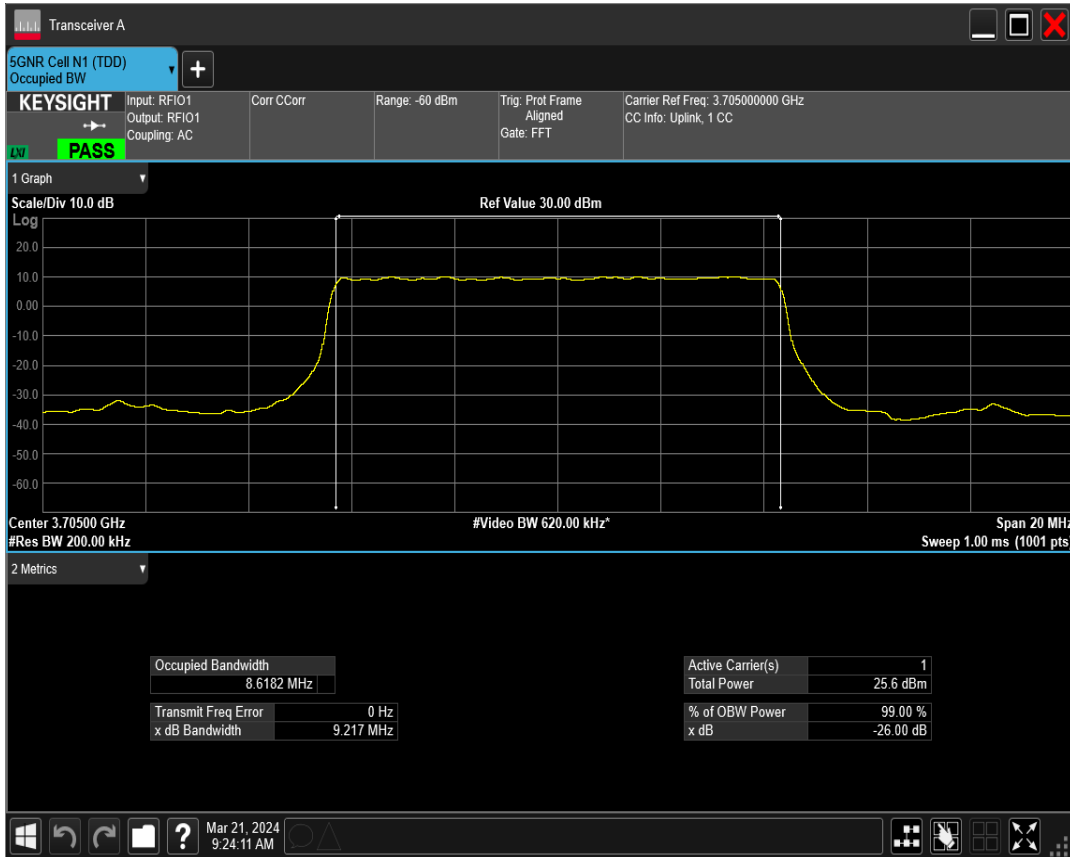 Transceiver A
5GNR Cell N1 (TDD)
Occupied BW
KEYSIGHT
LXI
PASS
Input: RFIO1
Output: RFIO1
Coupling: AC
Corr CCorr
Range: -60 dBm
Trig: Prot Frame
Aligned
Gate: FFT
Carrier Ref Freq: 3.705000000 GHz
CC Info: Uplink, 1 CC
1 Graph
Scale/Div 10.0 dB
Ref Value 30.00 dBm
Log
20.0
10.0
0.00
-10.0
-20.0
-30.0
-40.0
-50.0
-60.0
Center 3.70500 GHz
#Video BW 620.00 kHz*
Span 20 MHz
#Res BW 200.00 kHz
Sweep 1.00 ms (1001 pts)
2 Metrics
Occupied Bandwidth
8.6182 MHz
Transmit Freq Error 0 Hz
x dB Bandwidth 9.217 MHz
Active Carrier(s) 1
Total Power 25.6 dBm
% of OBW Power 99.00 %
x dB -26.00 dB
?
Mar 21, 2024
9:24:11 AM